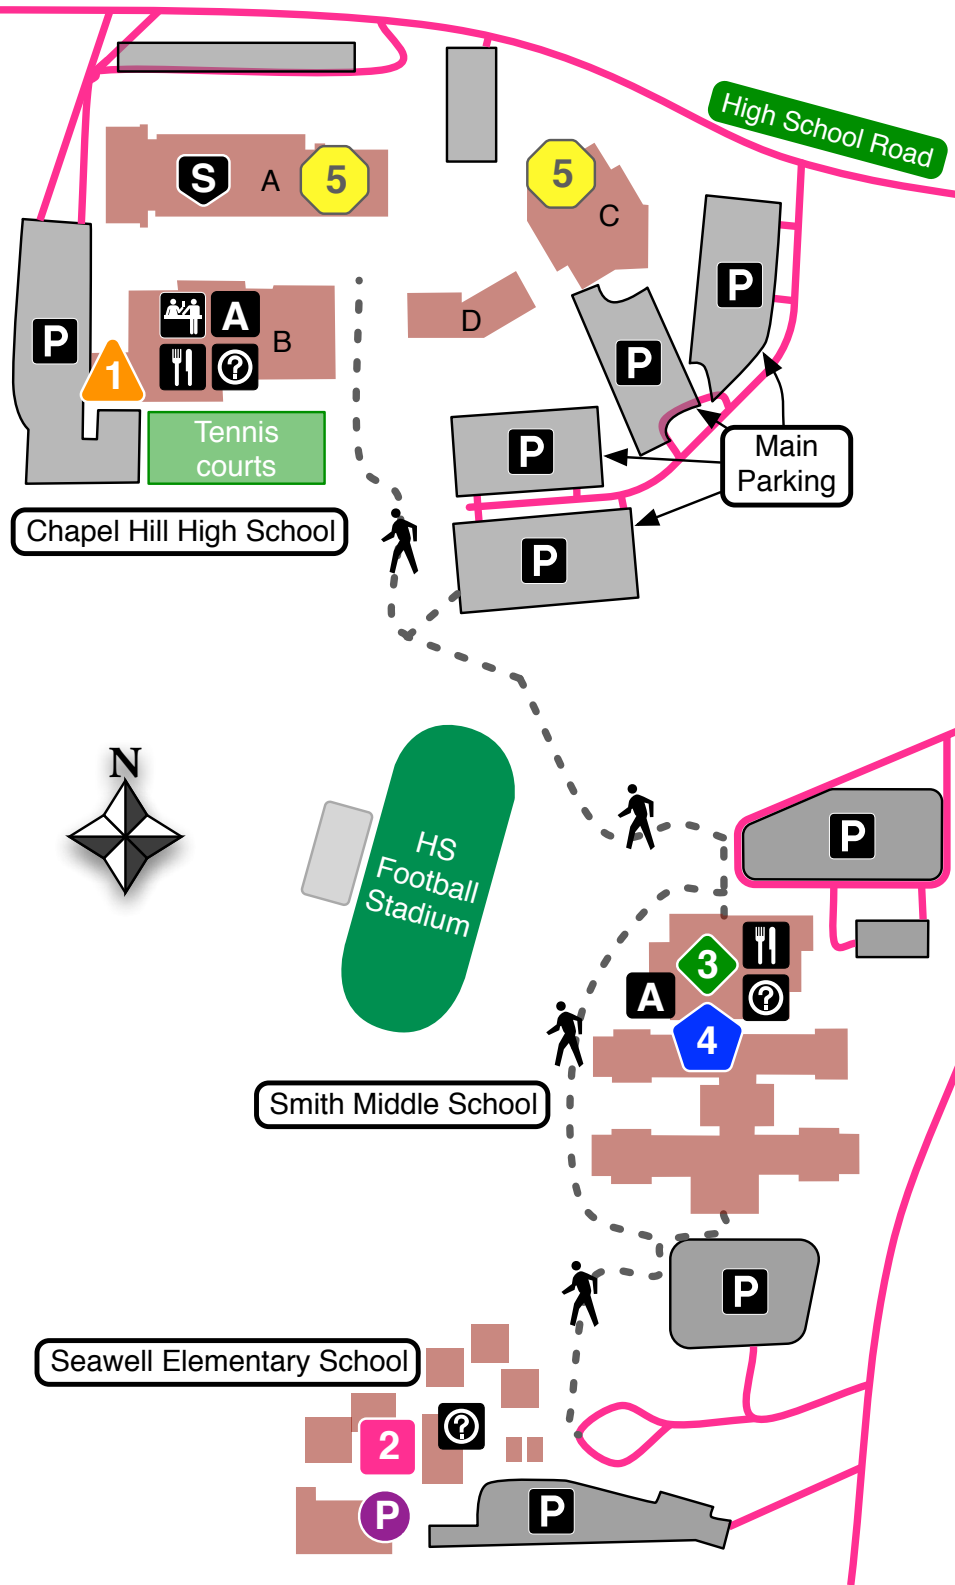 High School Road
S
A
5
5
C
P
P
A
B
D
P
1
P
Tennis
courts
Main
Parking
P
Chapel Hill High School
P
N
HS
Football
Stadium
P
3
A
?
4
Smith Middle School
P
Seawell Elementary School
?
2
P
P
?